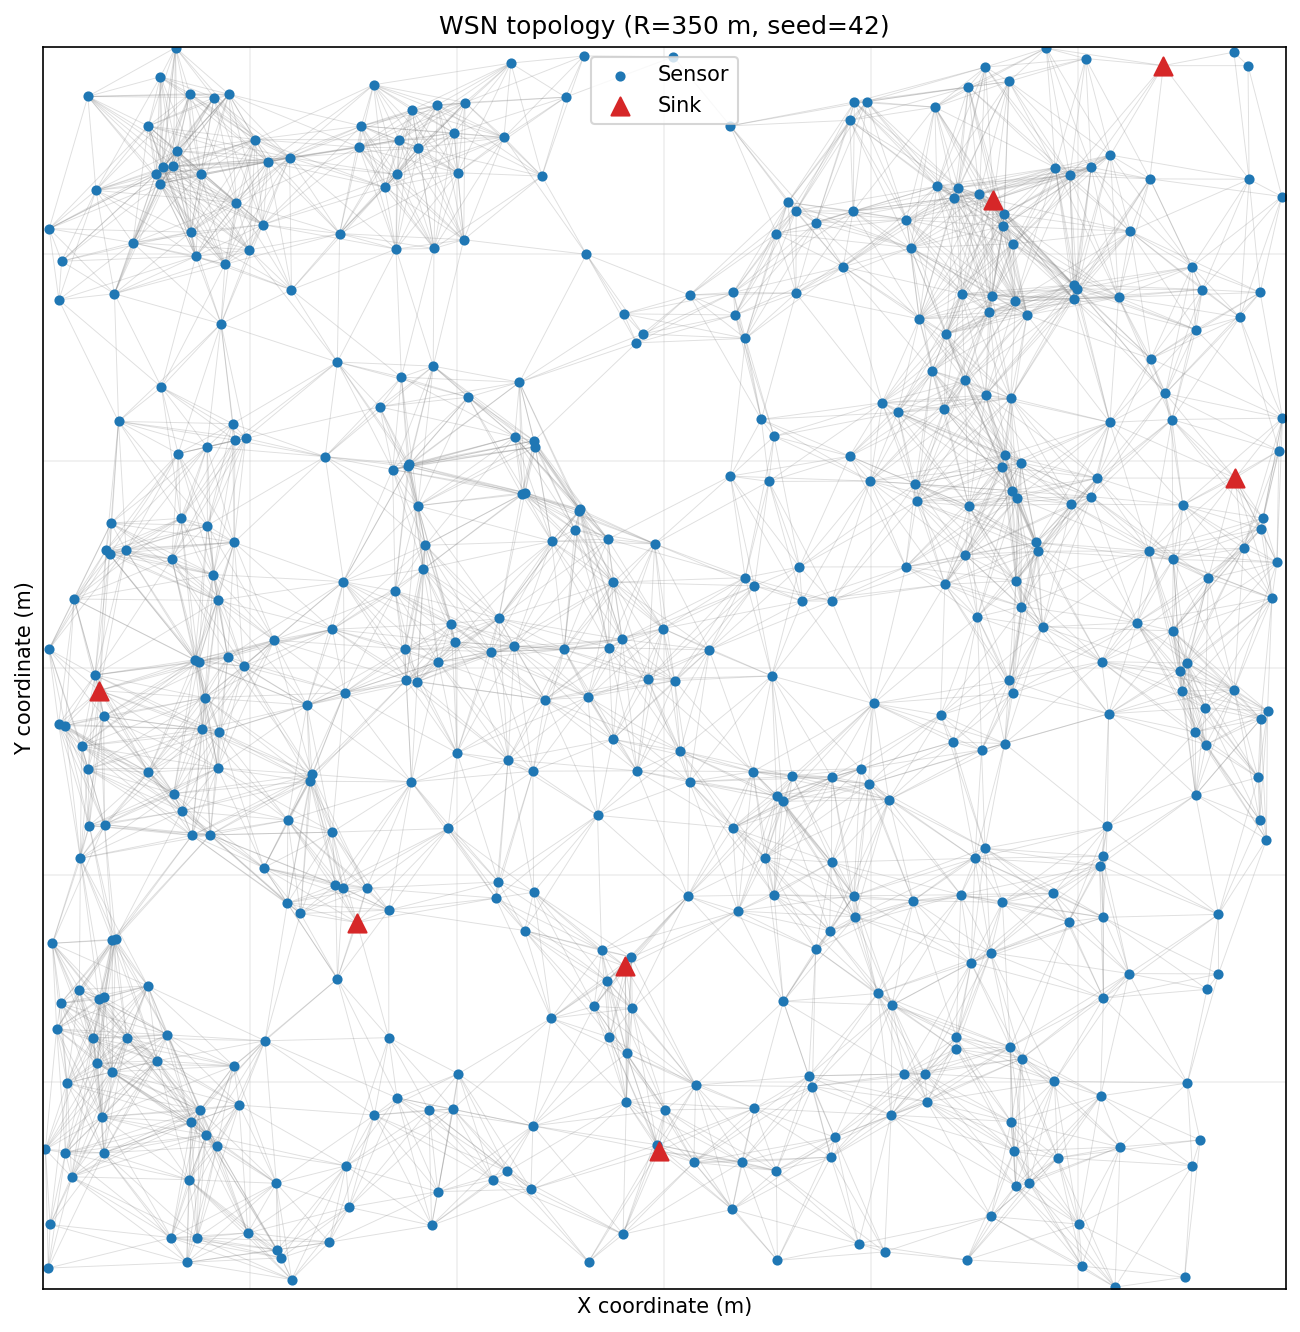 WSN topology (R=350 m, seed=42)
Sensor
Sink
Y coordinate (m)
X coordinate (m)